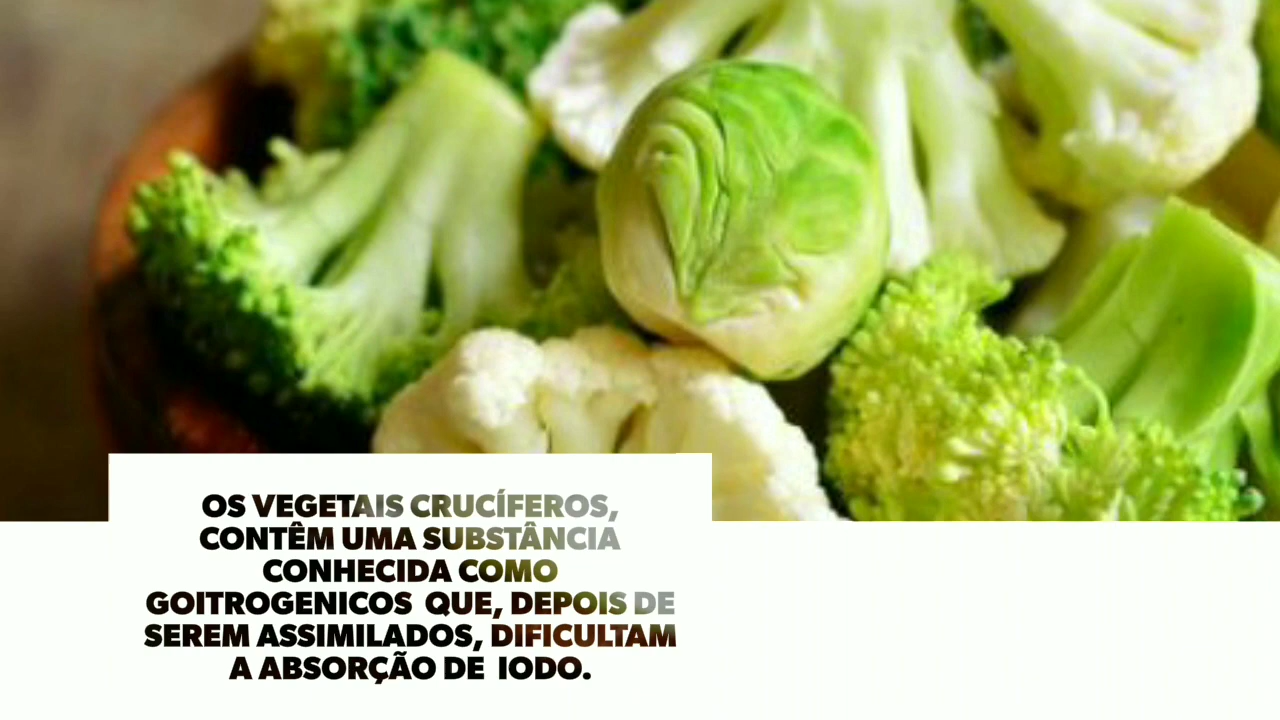 OS VEGETAIS CRUCÍFEROS,
CONTÊM UMA SUBSTÂNCIA
CONHECIDA COMO
GOITROGENICOS QUE, DEPOIS DE
SEREM ASSIMILADOS, DIFICULTAM
A ABSORÇÃO DE IODO.